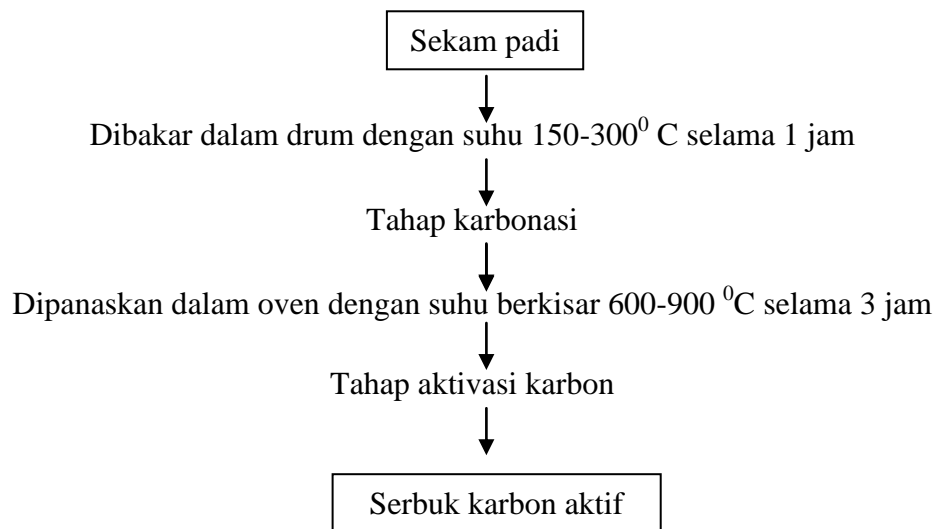 Sekam padi
Dibakar dalam drum dengan suhu 150-300⁰ C selama 1 jam
Tahap karbonasi
Dipanaskan dalam oven dengan suhu berkisar 600-900 ⁰C selama 3 jam
Tahap aktivasi karbon
Serbuk karbon aktif